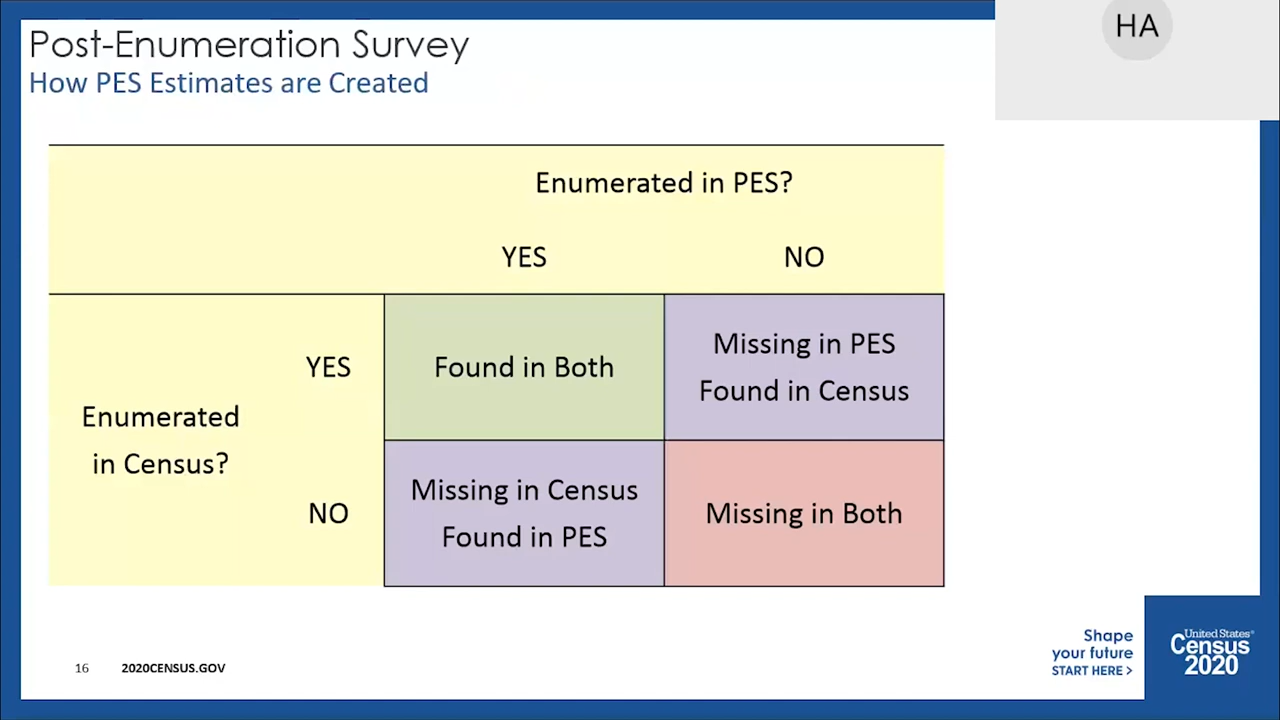 Post-Enumeration Survey
HA
How PES Estimates are Created
Enumerated in PES?
YES NO
YES
Found in Both
Missing in PES
Found in Census
Enumerated
in Census?
NO
Missing in Census
Found in PES
Missing in Both
16 2020CENSUS.GOV
Shape
your future
START HERE >
United States®
Census
2020